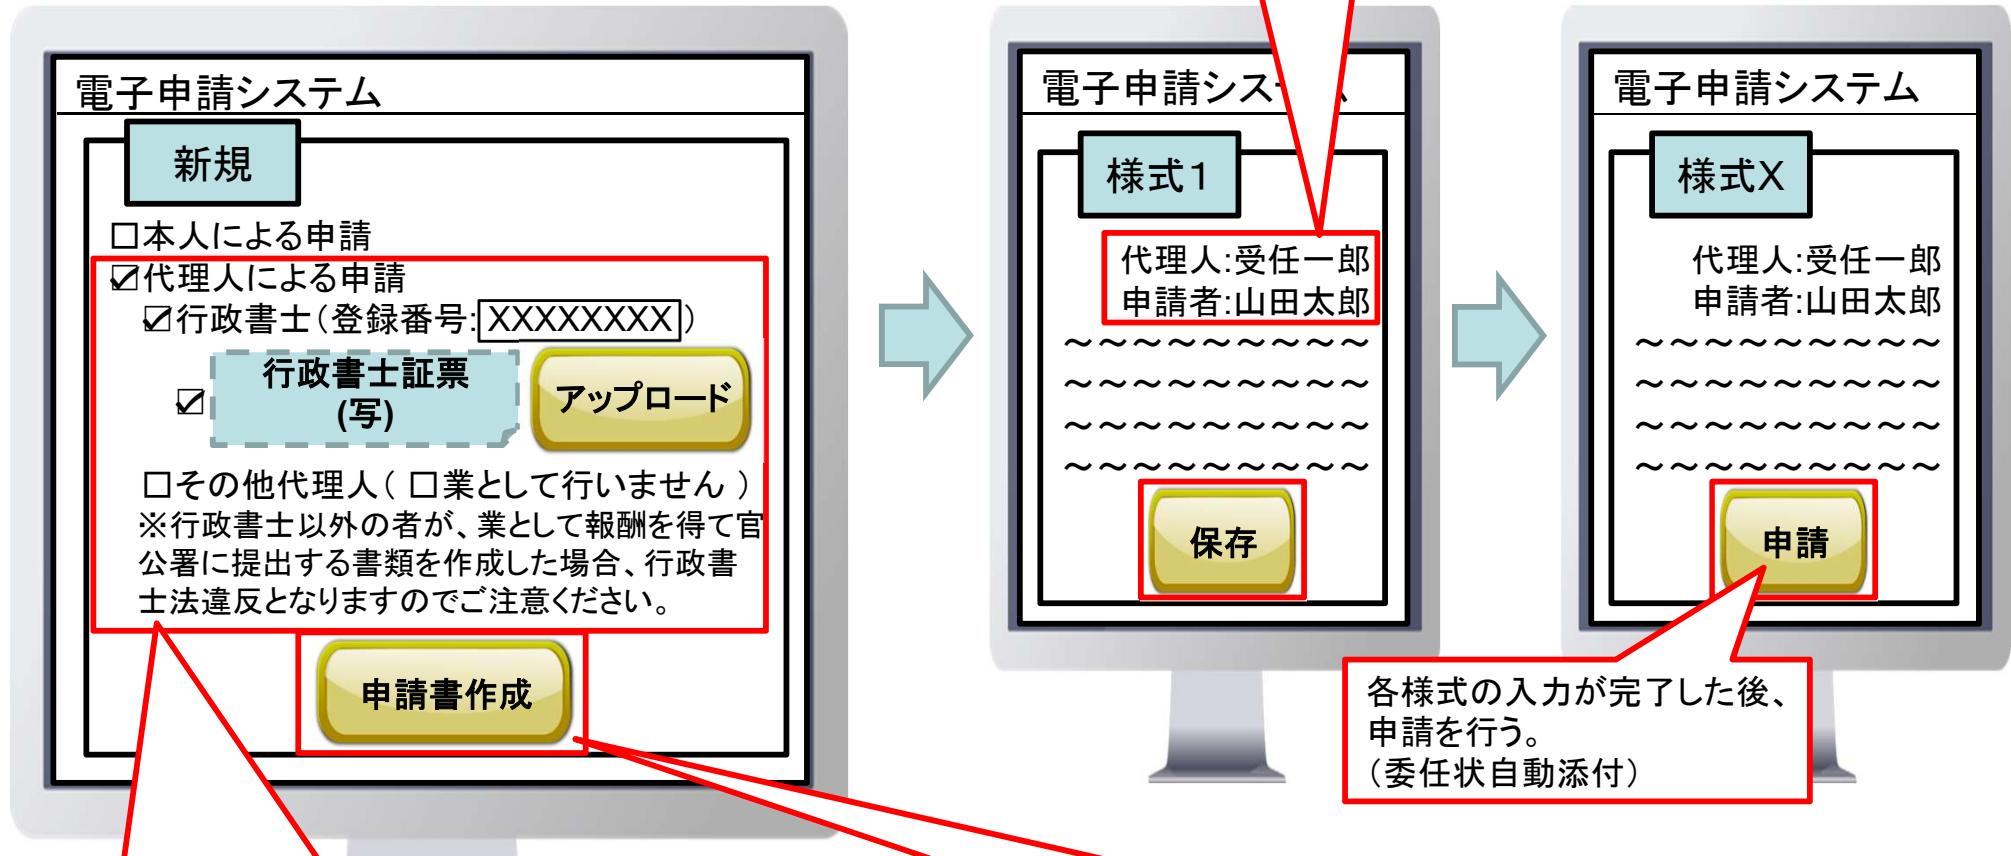 電子申請システム
新規
□本人による申請
☑代理人による申請
☑行政書士（登録番号:XXXXXXXX）
☑ 行政書士証票
(写)
アップロード
□その他代理人（ □業として行いません ）
※行政書士以外の者が、業として報酬を得て官
公署に提出する書類を作成した場合、行政書
士法違反となりますのでご注意ください。
申請書作成
電子申請システム
様式1
代理人:受任一郎
申請者:山田太郎
～～～～～～～～～
～～～～～～～～～
～～～～～～～～～
～～～～～～～～～
保存
電子申請システム
様式X
代理人:受任一郎
申請者:山田太郎
～～～～～～～～～
～～～～～～～～～
～～～～～～～～～
～～～～～～～～～
申請
各様式の入力が完了した後、
申請を行う。
（委任状自動添付）